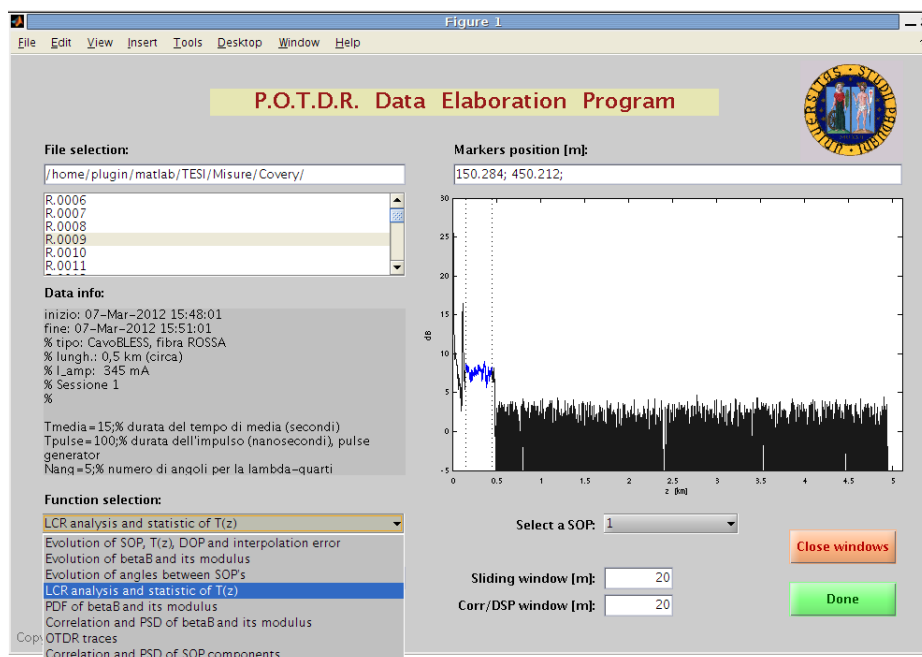 Figure 1
File Edit View Insert Tools Desktop Window Help
P.O.T.D.R. Data Elaboration Program
File selection:
/home/plugin/matlab/TESI/Misure/Covery/
R.0006
R.0007
R.0008
R.0009
R.0010
R.0011
Data info:
inizio: 07-Mar-2012 15:48:01
fine: 07-Mar-2012 15:51:01
% tipo: CavoBLESS, fibra ROSSA
% lungh.: 0,5 km (circa)
% I_amp: 345 mA
% Sessione 1
%
Tmedia=15;% durata del tempo di media (secondi)
Tpulse=100;% durata dell'impulso (nanosecondi), pulse
generator
Nang=5;% numero di angoli per la lambda-quarti
Function selection:
LCR analysis and statistic of T(z)
Evolution of SOP, T(z), DOP and interpolation error
Evolution of betaB and its modulus
Evolution of angles between SOP's
LCR analysis and statistic of T(z)
PDF of betaB and its modulus
Correlation and PSD of betaB and its modulus
OTDR traces
Correlation and PSD of SOP components
Markers position [m]:
150.284; 450.212;
30
25
20
15
10
5
0
-5
dB
0 0.5 1 1.5 2 2.5 3 3.5 4 4.5 5
z [km]
Select a SOP: 1
Sliding window [m]: 20
Corr/DSP window [m]: 20
Close windows
Done